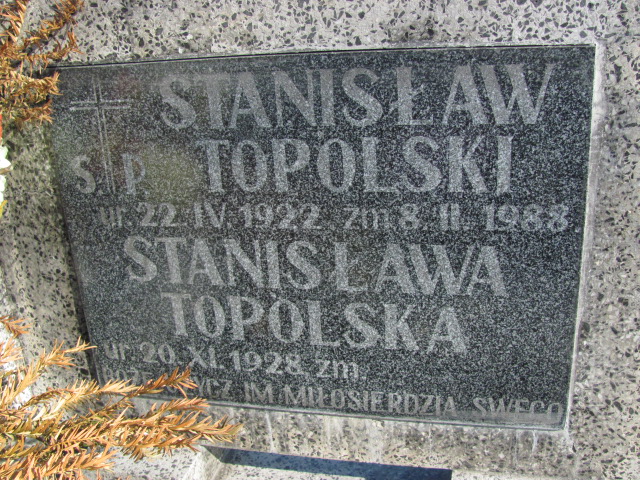 STANISŁAW
Ś. P. TOPOLSKI
ur. 22. IV. 1922. zm. 8. II. 1988.
STANISŁAWA
TOPOLSKA
ur. 20. XI. 1928. zm.
IM MIŁOSIERDZIA SWEGO